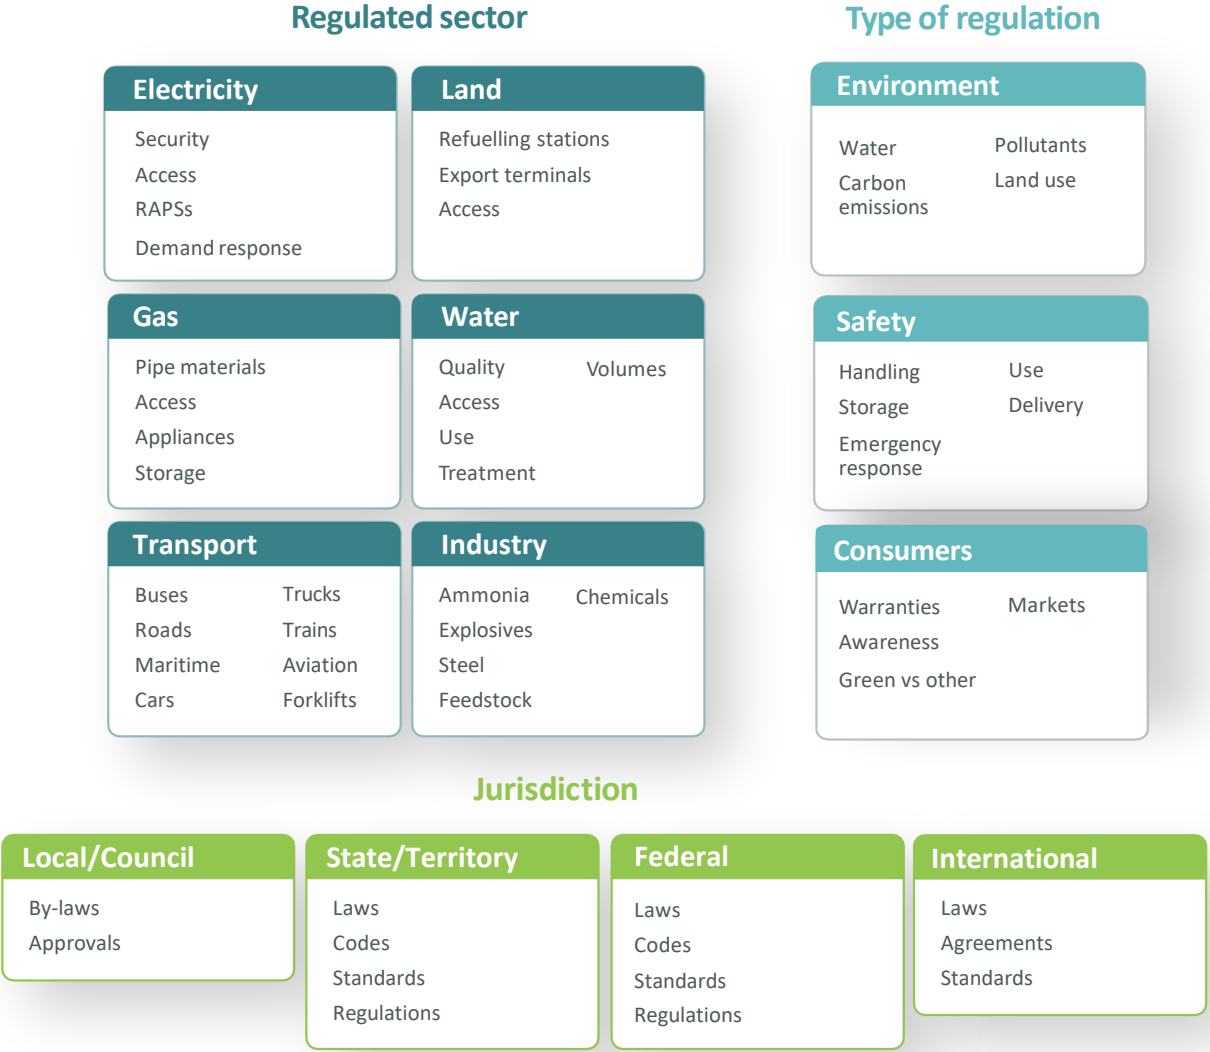 Regulated sector
Electricity
Security
Access
RAPSs
Demand response
Land
Refuelling stations
Export terminals
Access
Gas
Pipe materials
Access
Appliances
Storage
Water
Quality
Access
Use
Treatment
Volumes
Transport
Buses
Roads
Maritime
Cars
Trucks
Trains
Aviation
Forklifts
Industry
Ammonia
Explosives
Steel
Feedstock
Chemicals
Type of regulation
Environment
Water
Carbon
emissions
Pollutants
Land use
Safety
Handling
Storage
Emergency
response
Use
Delivery
Consumers
Warranties
Awareness
Green vs other
Markets
Jurisdiction
Local/Council
By-laws
Approvals
State/Territory
Laws
Codes
Standards
Regulations
Federal
Laws
Codes
Standards
Regulations
International
Laws
Agreements
Standards